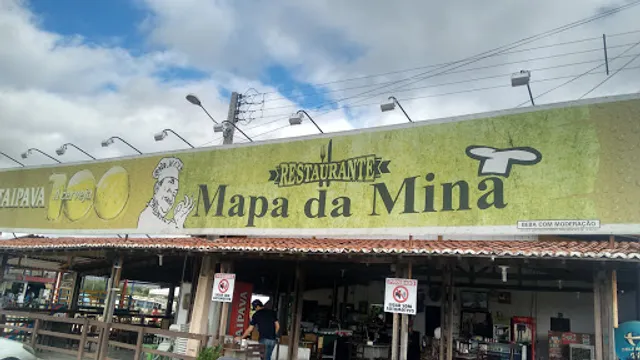 RESTAURANTE
ITAIPAVA 100
Mapa da Mina
BEBA COM MODERAÇÃO